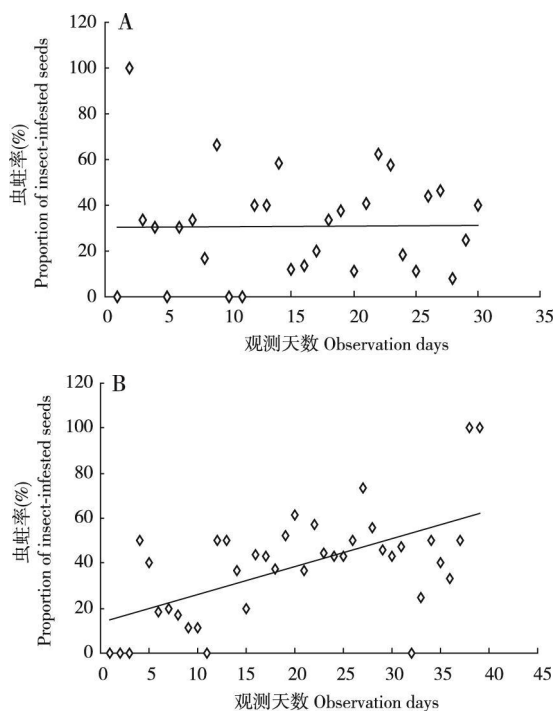 A
120
100
80
60
40
20
0
虫蛀率(%)
Proportion of insect-infested seeds
0 5 10 15 20 25 30 35
观测天数 Observation days
B
120
100
80
60
40
20
0
虫蛀率(%)
Proportion of insect-infested seeds
0 5 10 15 20 25 30 35 40 45
观测天数 Observation days